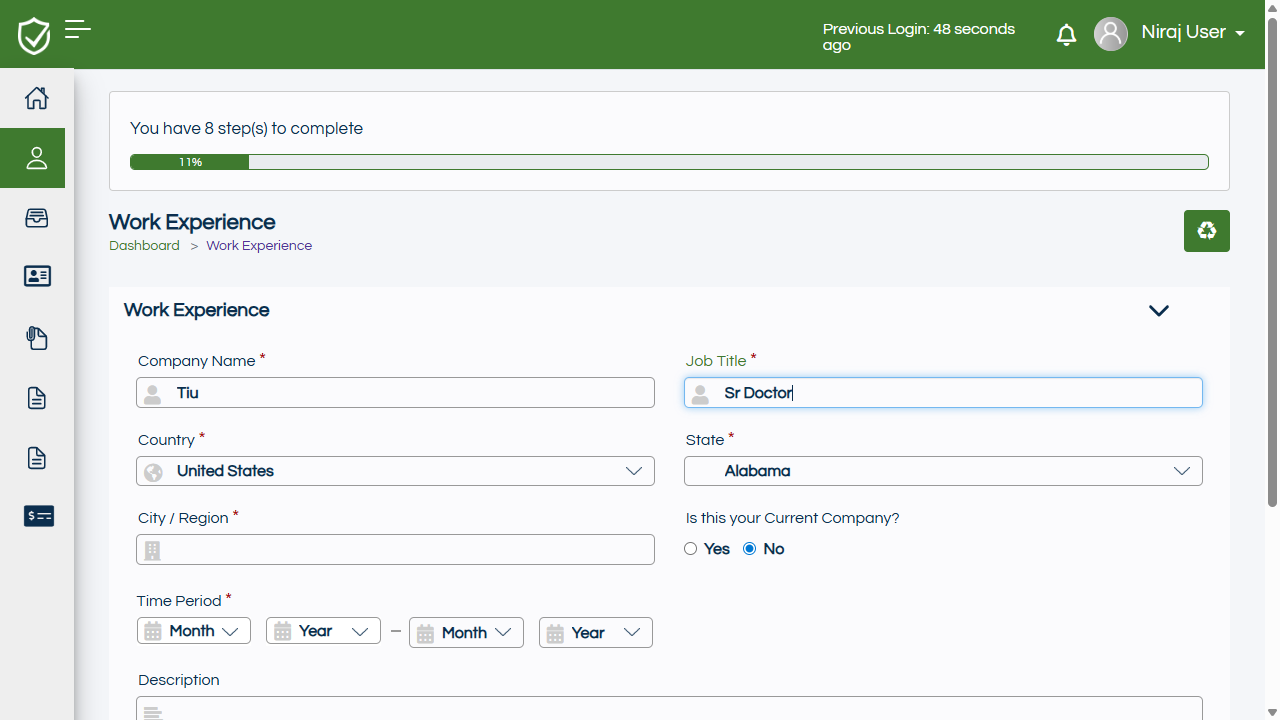 Previous Login: 48 seconds ago
Niraj User
You have 8 step(s) to complete
11%
Work Experience
Dashboard > Work Experience
Work Experience
Company Name * Job Title *
Tiu Sr Doctor
Country * State *
United States Alabama
City / Region * Is this your Current Company?
Yes No
Time Period *
Month Year – Month Year
Description